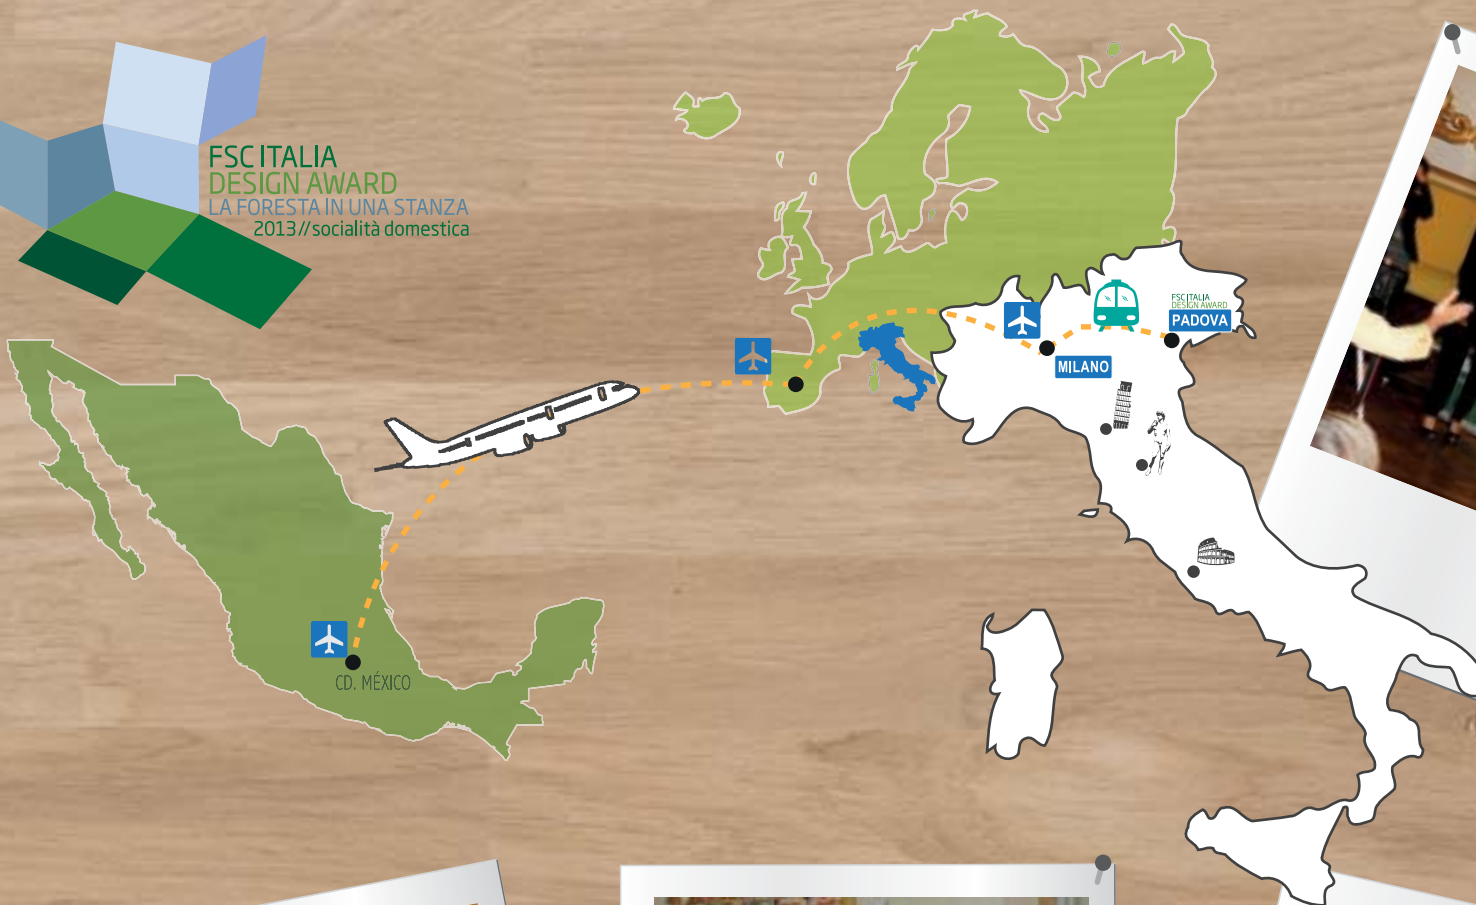 FSC ITALIA
DESIGN AWARD
LA FORESTA IN UNA STANZA
2013//socialità domestica
FSC ITALIA
DESIGN AWARD
PADOVA
MILANO
CD. MÉXICO